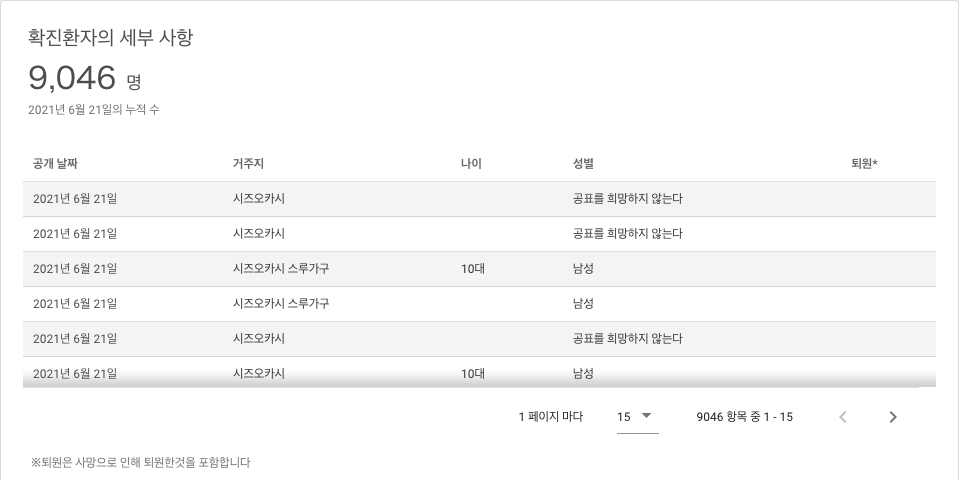 확진환자의 세부 사항
9,046 명
2021년 6월 21일의 누적 수
공개 날짜 거주지 나이 성별 퇴원*
2021년 6월 21일 시즈오카시 공표를 희망하지 않는다
2021년 6월 21일 시즈오카시 공표를 희망하지 않는다
2021년 6월 21일 시즈오카시 스루가구 10대 남성
2021년 6월 21일 시즈오카시 스루가구 남성
2021년 6월 21일 시즈오카시 공표를 희망하지 않는다
2021년 6월 21일 시즈오카시 10대 남성
1 페이지 마다 15 9046 항목 중 1 - 15
※퇴원은 사망으로 인해 퇴원한것을 포함합니다